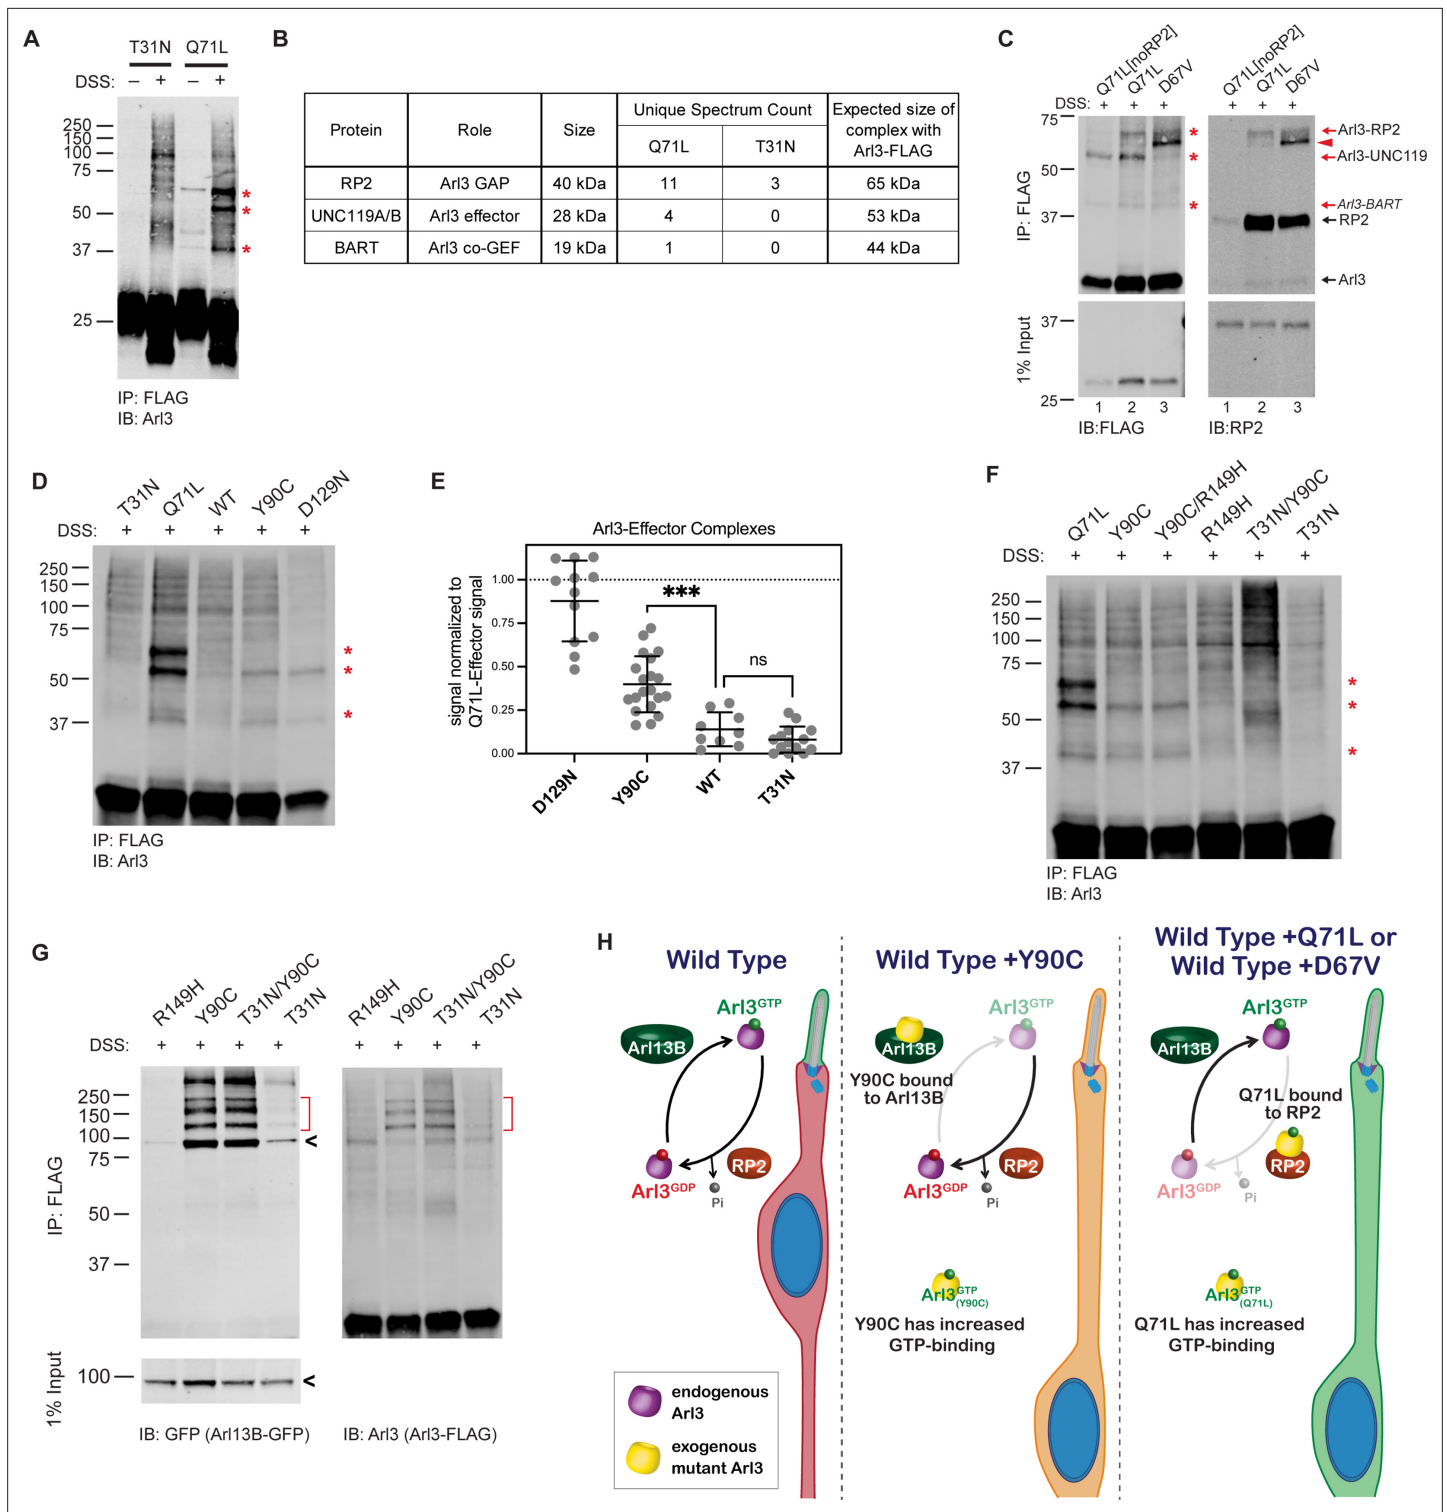 A
T31N Q71L
DSS: – + – +
250
150
100
75
50
37
25
*
*
*
IP: FLAG
IB: Arl3
B
Protein Role Size Unique Spectrum Count Expected size of complex with Arl3-FLAG
Q71L T31N
RP2 Arl3 GAP 40 kDa 11 3 65 kDa
UNC119A/B Arl3 effector 28 kDa 4 0 53 kDa
BART Arl3 co-GEF 19 kDa 1 0 44 kDa
C
Q71L[noRP2] Q71L D67V Q71L[noRP2] Q71L D67V
DSS: + + + + + +
75
50
37
IP: FLAG
*
*
*
Arl3-RP2
Arl3-UNC119
Arl3-BART
RP2
Arl3
37
25
1% Input
1 2 3 1 2 3
IB:FLAG IB:RP2
D
T31N Q71L WT Y90C D129N
DSS: + + + + +
250
150
100
75
50
37
*
*
*
IP: FLAG
IB: Arl3
E
Arl3-Effector Complexes
signal normalized to
Q71L-Effector signal
1.00
0.75
0.50
0.25
0.00
***
ns
D129N Y90C WT T31N
F
Q71L Y90C Y90C/R149H R149H T31N/Y90C T31N
DSS: + + + + + +
250
150
100
75
50
37
*
*
*
IP: FLAG
IB: Arl3
G
R149H Y90C T31N/Y90C T31N R149H Y90C T31N/Y90C T31N
DSS: + + + + + + + +
250
150
100
75
50
37
IP: FLAG
<
100
1% Input
<
IB: GFP (Arl13B-GFP) IB: Arl3 (Arl3-FLAG)
H
Wild Type
Arl3GTP
Arl13B
RP2
Arl3GDP
Pi
endogenous
Arl3
exogenous
mutant Arl3
Wild Type +Y90C
Arl3GTP
Arl13B
Y90C bound
to Arl13B
RP2
Arl3GDP
Pi
Arl3GTP(Y90C)
Y90C has increased
GTP-binding
Wild Type +Q71L or
Wild Type +D67V
Arl3GTP
Arl13B
Q71L bound
to RP2
RP2
Arl3GDP
Pi
Arl3GTP(Q71L)
Q71L has increased
GTP-binding